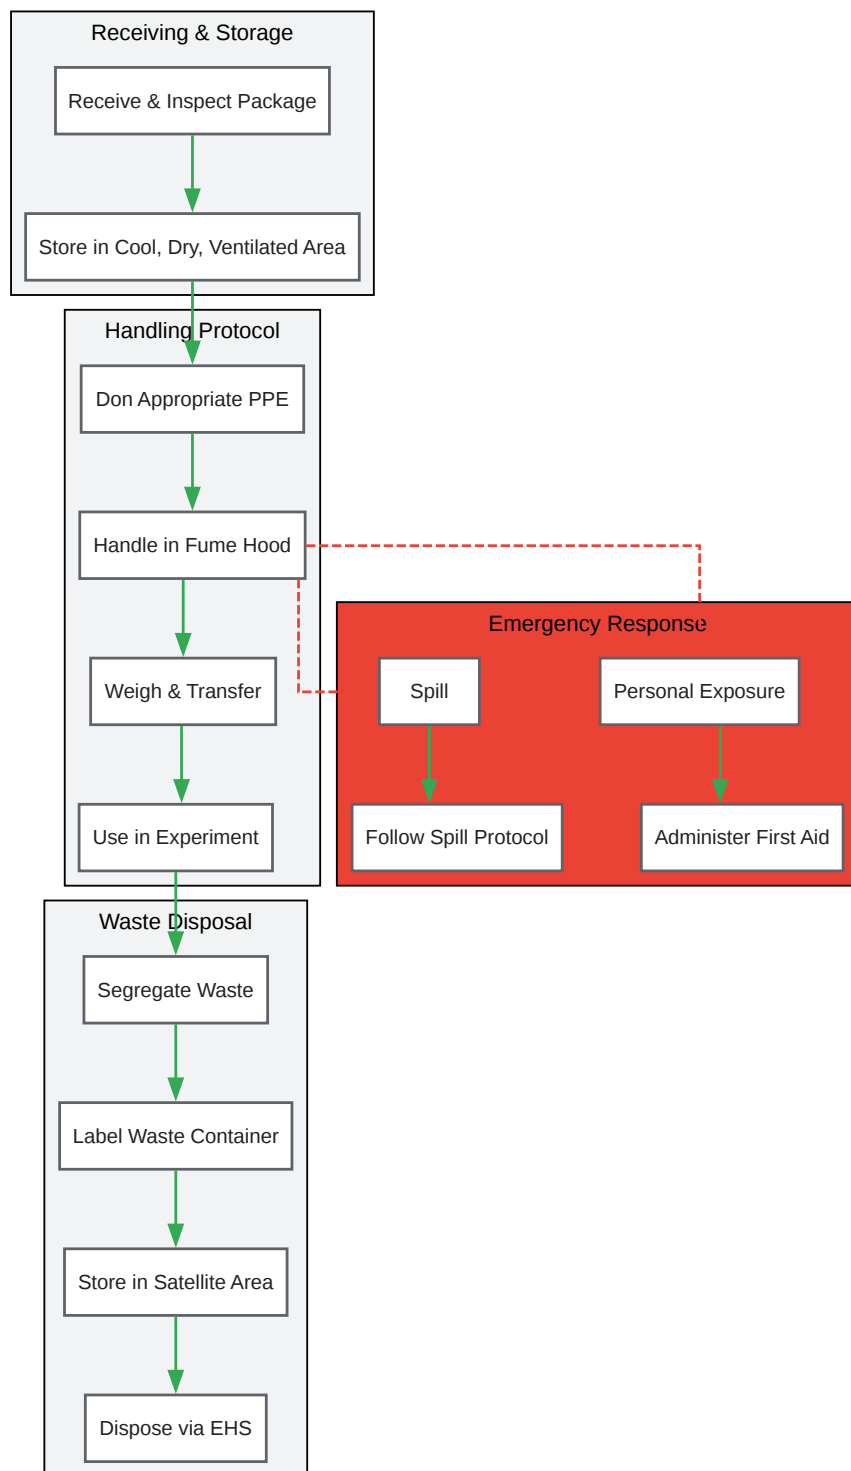 Receiving & Storage
Receive & Inspect Package
Store in Cool, Dry, Ventilated Area
Handling Protocol
Don Appropriate PPE
Handle in Fume Hood
Weigh & Transfer
Use in Experiment
Emergency Response
Spill
Personal Exposure
Follow Spill Protocol
Administer First Aid
Waste Disposal
Segregate Waste
Label Waste Container
Store in Satellite Area
Dispose via EHS